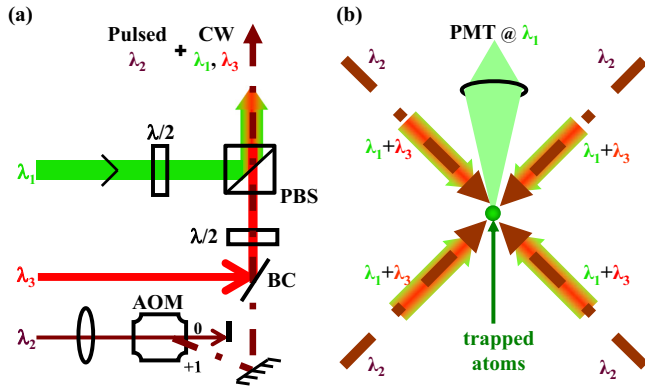 (a)
Pulsed + CW
λ₂ λ₁, λ₃
λ/2
λ₁
PBS
λ/2
λ₃
BC
AOM
λ₂
0
+1
(b)
PMT @ λ₁
λ₂ λ₂
λ₁+λ₃ λ₁+λ₃
λ₁+λ₃ λ₁+λ₃
trapped
atoms
λ₂ λ₂